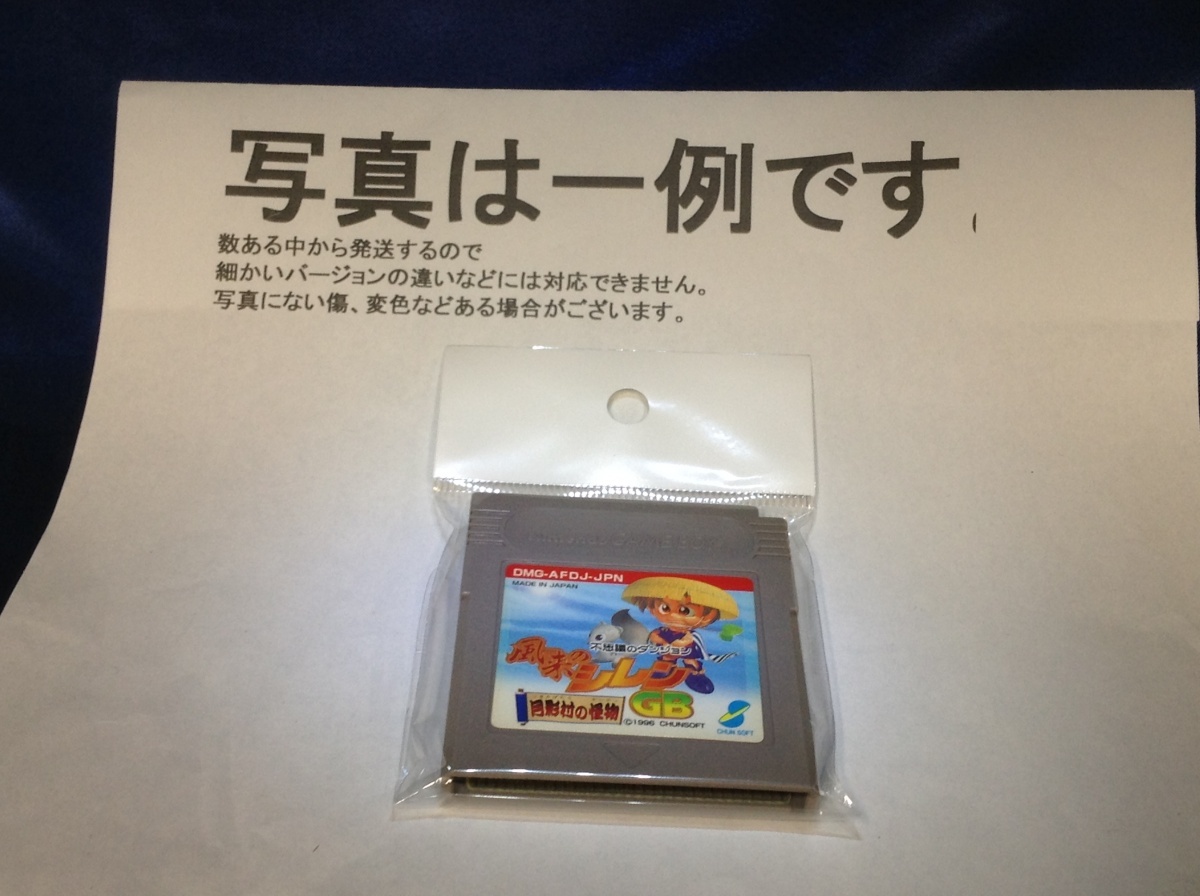 写真は一例です。
数ある中から発送するので
細かいバージョンの違いなどには対応できません。
写真にない傷、変色などある場合がございます。
Nintendo GAME BOY
DMG-AFDJ-JPN
MADE IN JAPAN
不思議のダンジョン
風来の
シレン
GB
月影村の怪物
©1996 CHUNSOFT
CHUN SOFT